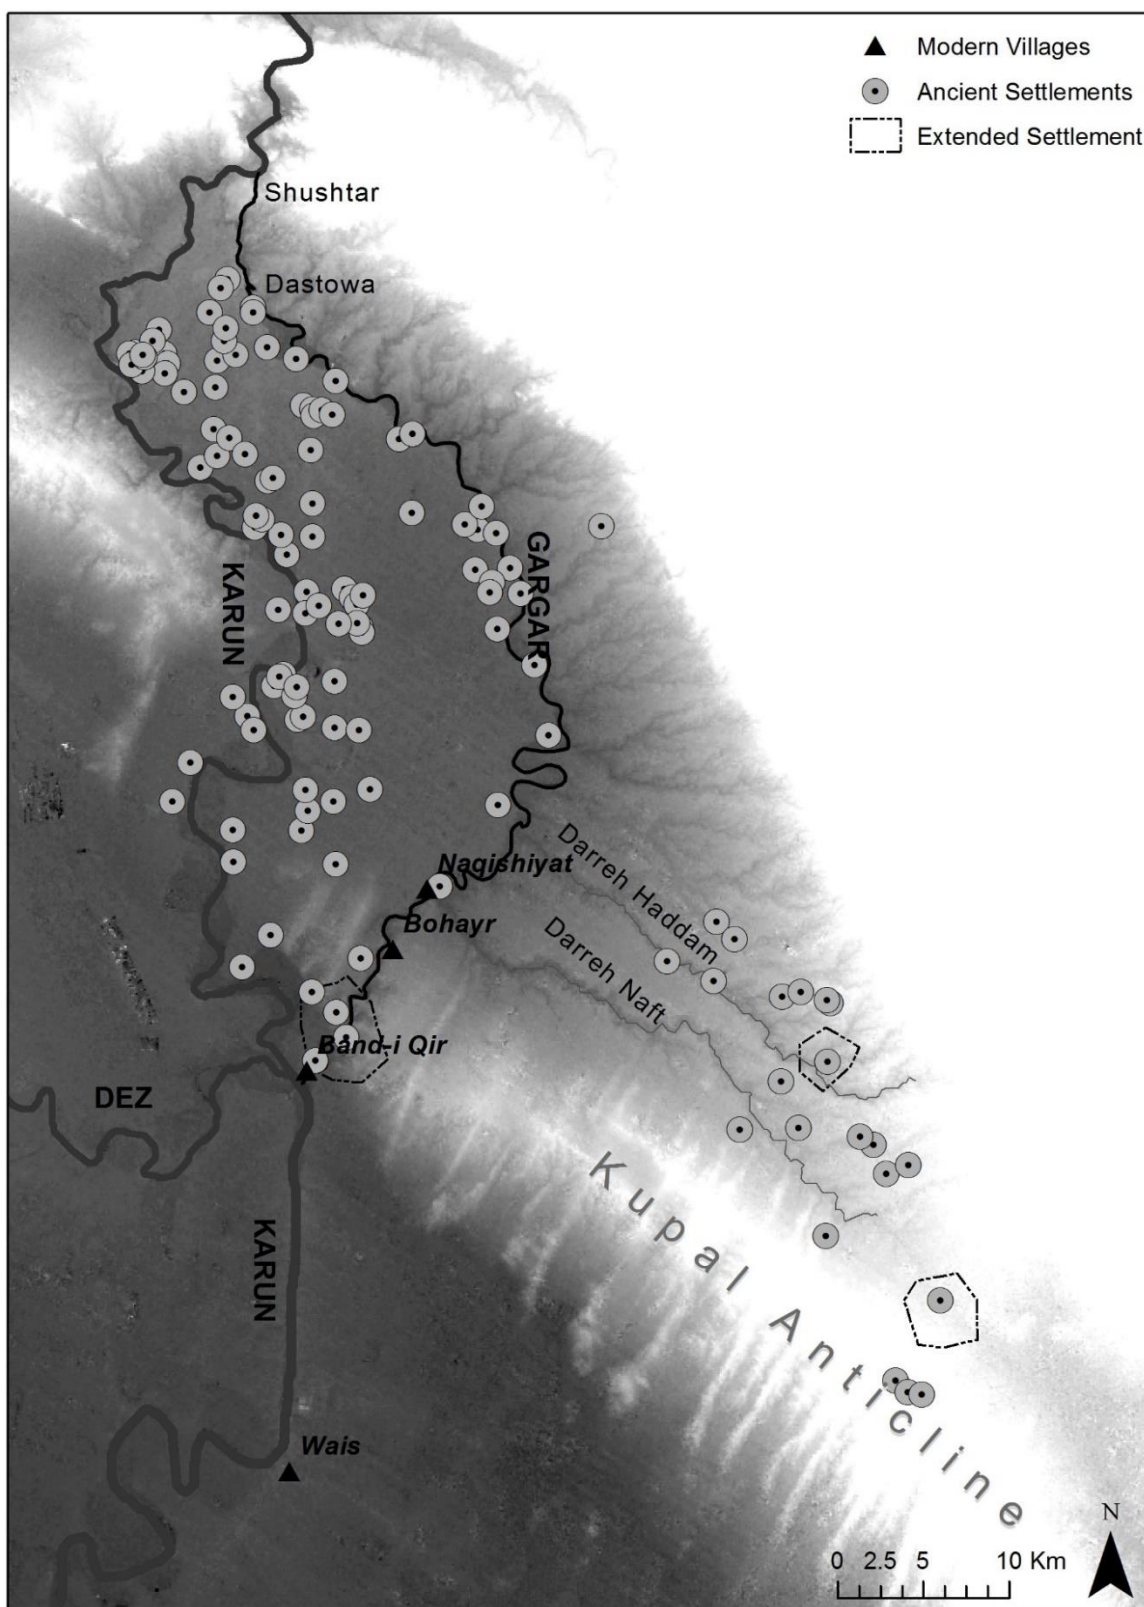 Modern Villages
Ancient Settlements
Extended Settlement
Shushtar
Dastowa
KARUN
GARGAR
Darreh Haddam
Naqishiyat
Bohayr
Darreh Naft
Band-i Qir
DEZ
Kupal Anticline
KARUN
Wais
N
0 2.5 5 10 Km